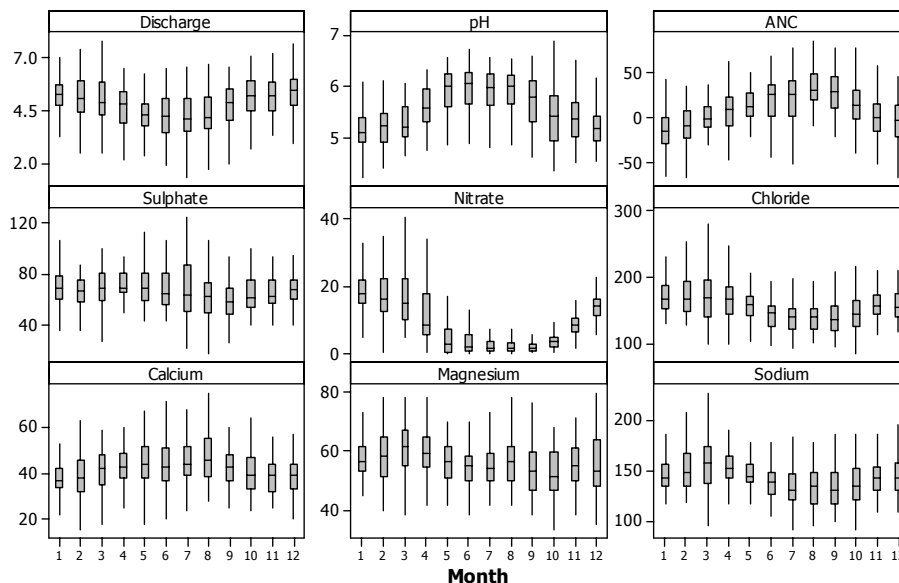 Discharge pH ANC
7.0 7 50
4.5 6 0
2.0 5 -50
Sulphate Nitrate Chloride
120 40 300
80 20 200
40 0 100
Calcium Magnesium Sodium
60 80 200
40 60 150
20 40 100
1 2 3 4 5 6 7 8 9 10 11 12 1 2 3 4 5 6 7 8 9 10 11 12 1 2 3 4 5 6 7 8 9 10 11
Month